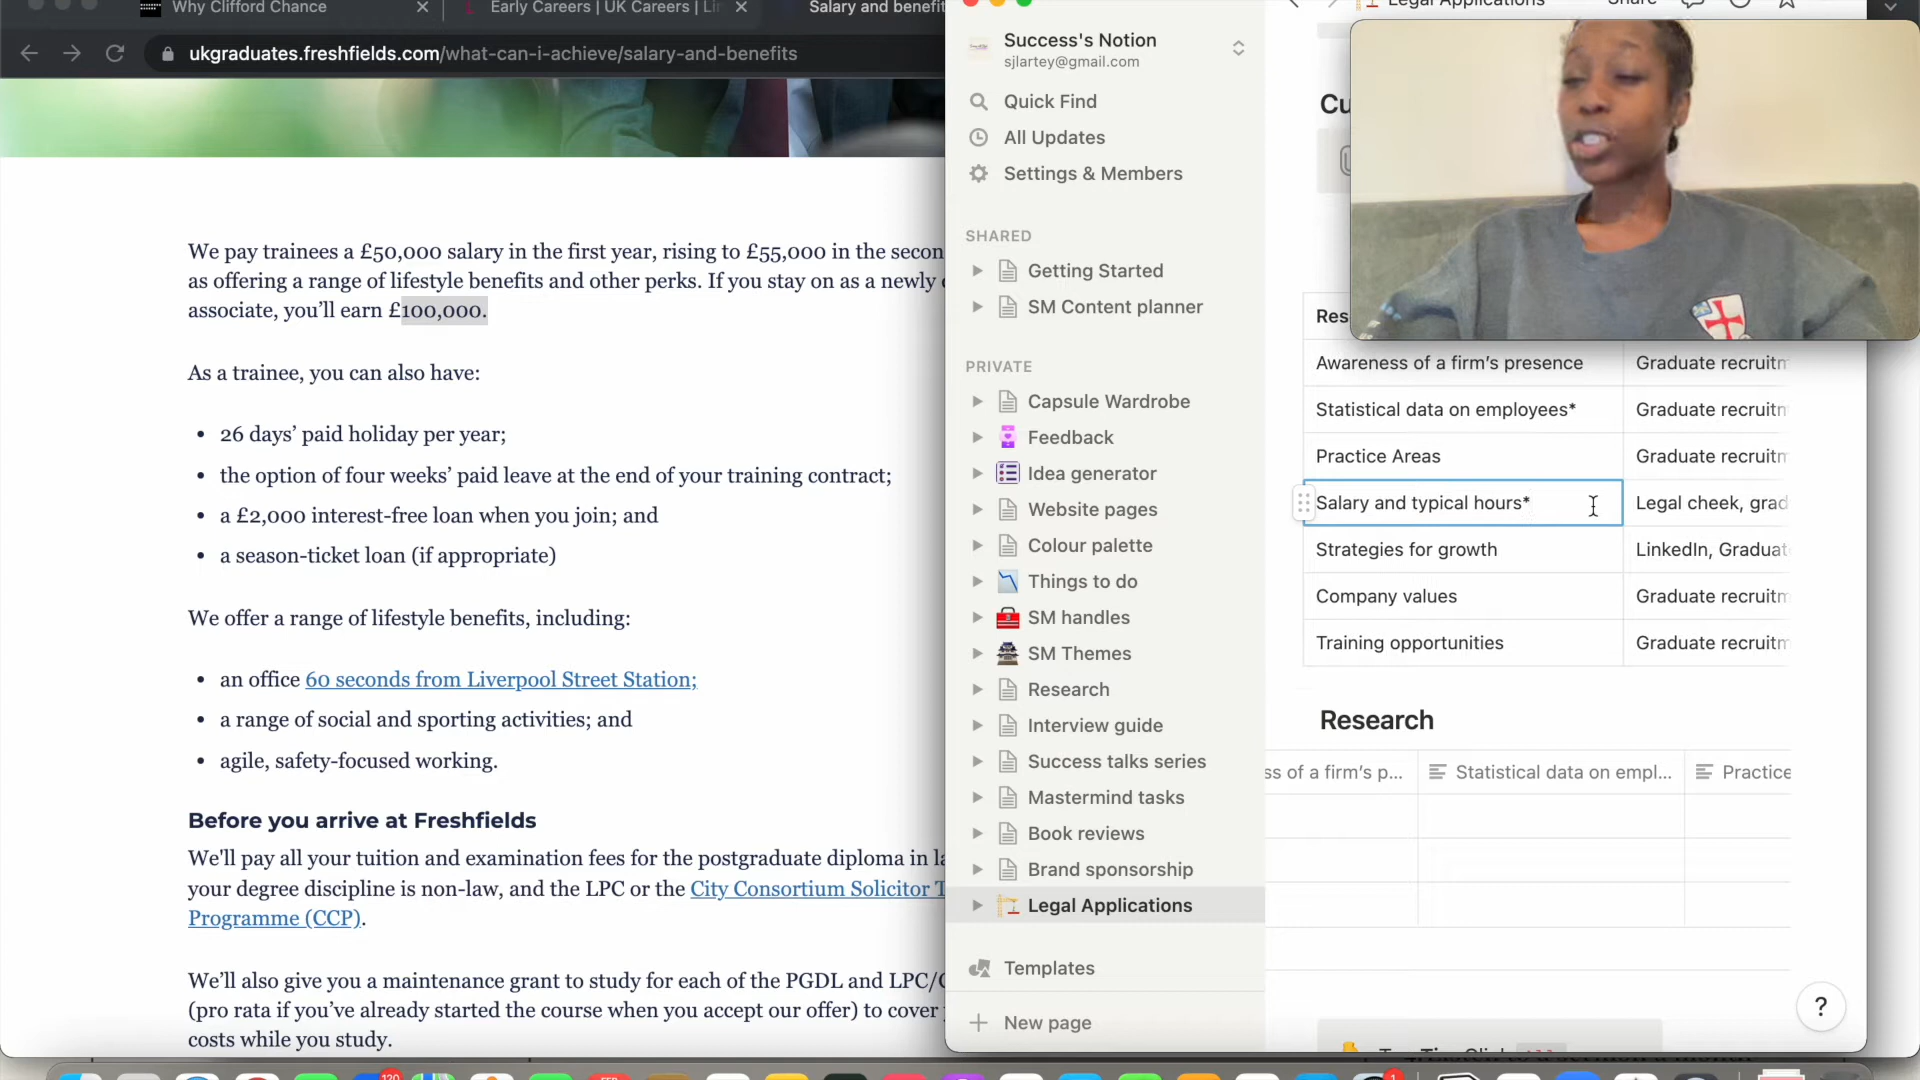 Why Clifford Chance
Early Careers | UK Careers | Lin
Salary and benefit
ukgraduates.freshfields.com/what-can-i-achieve/salary-and-benefits
We pay trainees a £50,000 salary in the first year, rising to £55,000 in the secon
as offering a range of lifestyle benefits and other perks. If you stay on as a newly
associate, you'll earn £100,000.
As a trainee, you can also have:
• 26 days' paid holiday per year;
• the option of four weeks' paid leave at the end of your training contract;
• a £2,000 interest-free loan when you join; and
• a season-ticket loan (if appropriate)
We offer a range of lifestyle benefits, including:
• an office 60 seconds from Liverpool Street Station;
• a range of social and sporting activities; and
• agile, safety-focused working.
Before you arrive at Freshfields
We'll pay all your tuition and examination fees for the postgraduate diploma in la
your degree discipline is non-law, and the LPC or the City Consortium Solicitor T
Programme (CCP).
We'll also give you a maintenance grant to study for each of the PGDL and LPC/C
(pro rata if you've already started the course when you accept our offer) to cover
costs while you study.
Legal Applications
Share
Success's Notion
sjlartey@gmail.com
Quick Find
All Updates
Settings & Members
SHARED
Getting Started
SM Content planner
PRIVATE
Capsule Wardrobe
Feedback
Idea generator
Website pages
Colour palette
Things to do
SM handles
SM Themes
Research
Interview guide
Success talks series
Mastermind tasks
Book reviews
Brand sponsorship
Legal Applications
Templates
New page
Cu
Res
Awareness of a firm's presence Graduate recruitm
Statistical data on employees* Graduate recruitm
Practice Areas Graduate recruitm
Salary and typical hours* Legal cheek, grad
Strategies for growth LinkedIn, Graduat
Company values Graduate recruitm
Training opportunities Graduate recruitm
Research
ss of a firm's p... Statistical data on empl... Practice
?
120
1